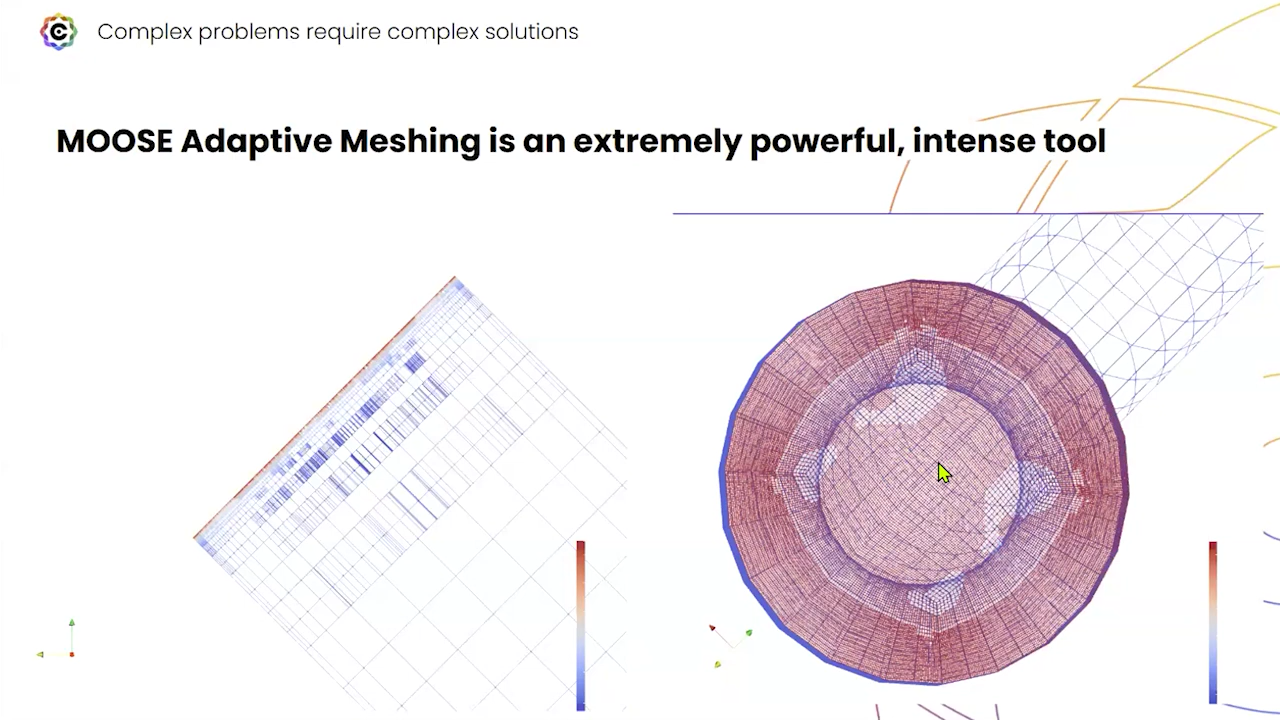 C
Complex problems require complex solutions
MOOSE Adaptive Meshing is an extremely powerful, intense tool